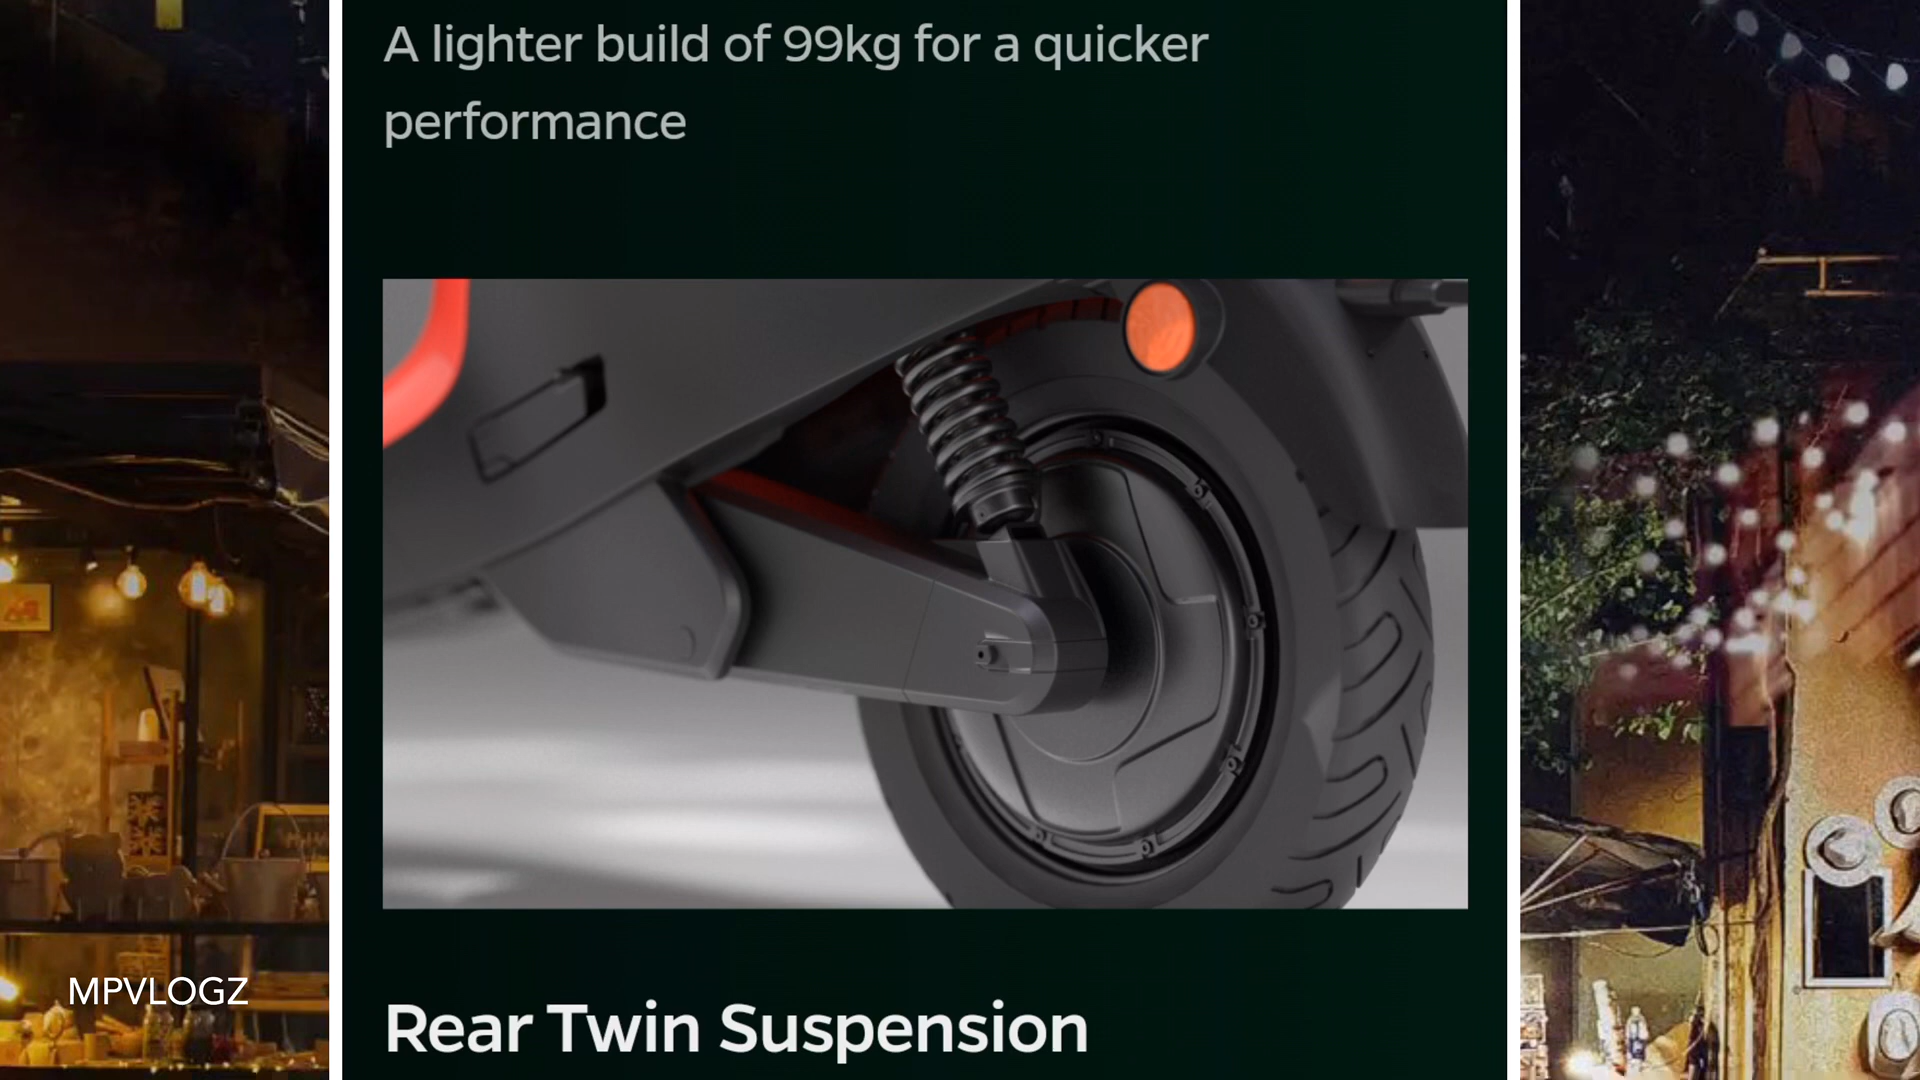 A lighter build of 99kg for a quicker
performance
Rear Twin Suspension
MPVLOGZ